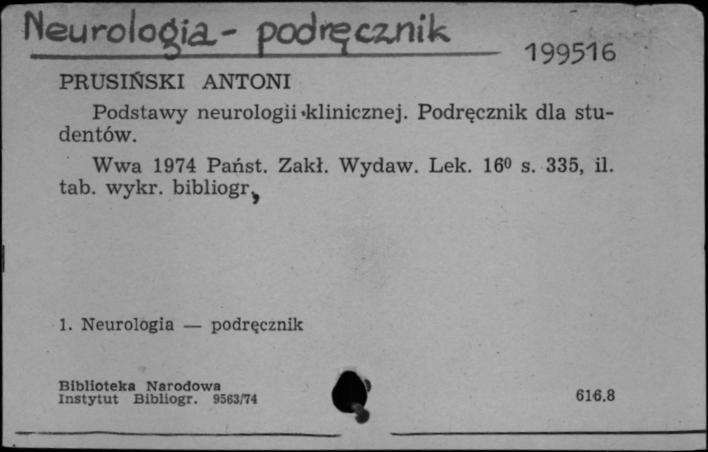 Neurologia - podręcznik
199516
PRUSIŃSKI ANTONI
Podstawy neurologii klinicznej. Podręcznik dla stu-
dentów.
Wwa 1974 Państ. Zakł. Wydaw. Lek. 16⁰ s. 335, il.
tab. wykr. bibliogr.,
1. Neurologia — podręcznik
Biblioteka Narodowa
Instytut Bibliogr. 9563/74
616.8